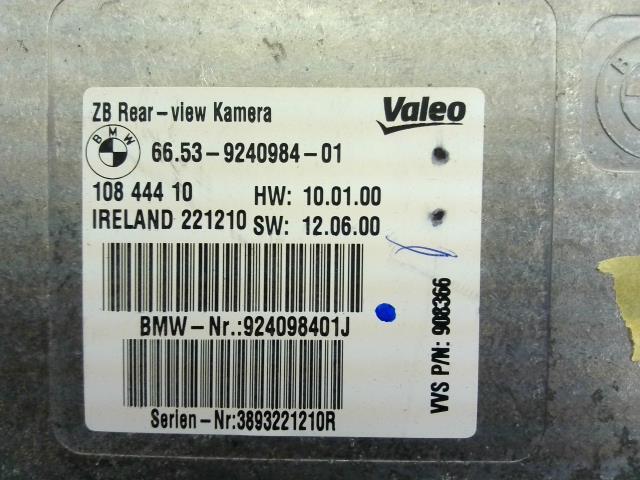 ZB Rear-view Kamera
Valeo
BMW
66.53-9240984-01
108 444 10 HW: 10.01.00
IRELAND 221210 SW: 12.06.00
BMW-Nr.:924098401J
Serien-Nr:3893221210R
VVS P/N: 908366